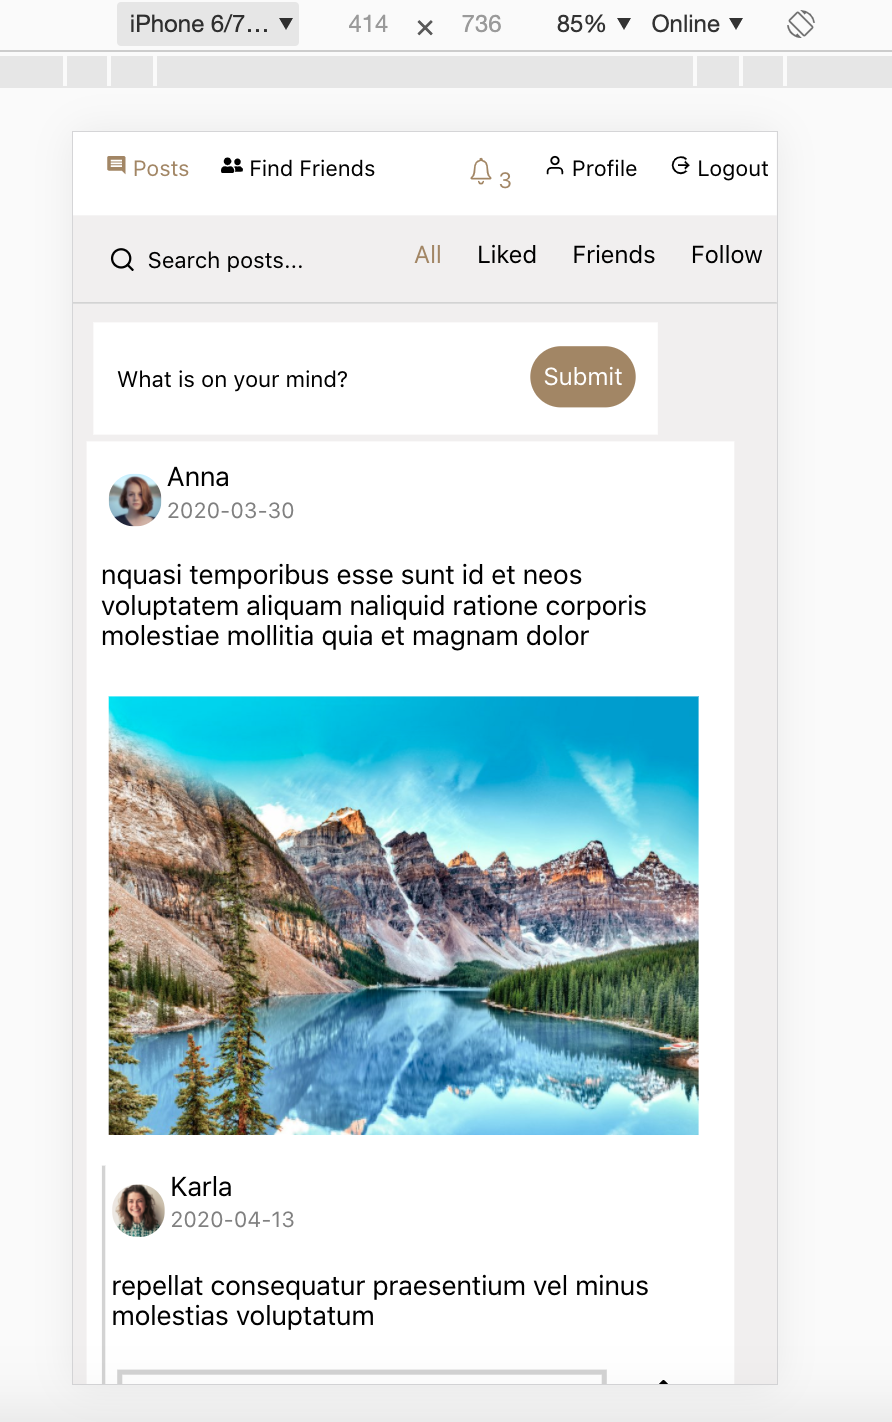 iPhone 6/7... ▼ 414 × 736 85% ▼ Online ▼
Posts Find Friends 3 Profile Logout
Search posts... All Liked Friends Follow
What is on your mind? Submit
Anna
2020-03-30
nquasi temporibus esse sunt id et neos
voluptatem aliquam naliquid ratione corporis
molestiae mollitia quia et magnam dolor
Karla
2020-04-13
repellat consequatur praesentium vel minus
molestias voluptatum